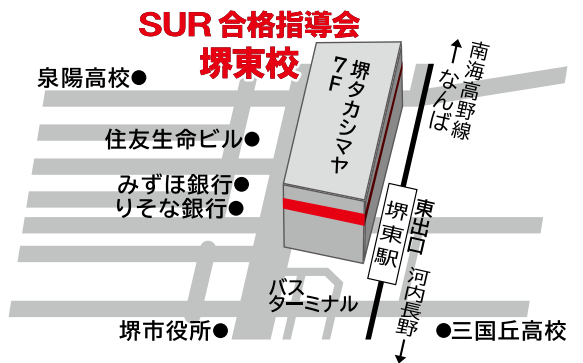 SUR 合格指導会
堺東校
泉陽高校
堺タカシマヤ
7F
南海高野線
なんば
住友生命ビル
みずほ銀行
りそな銀行
東出口
堺東駅
バス
ターミナル
河内長野
堺市役所
三国丘高校